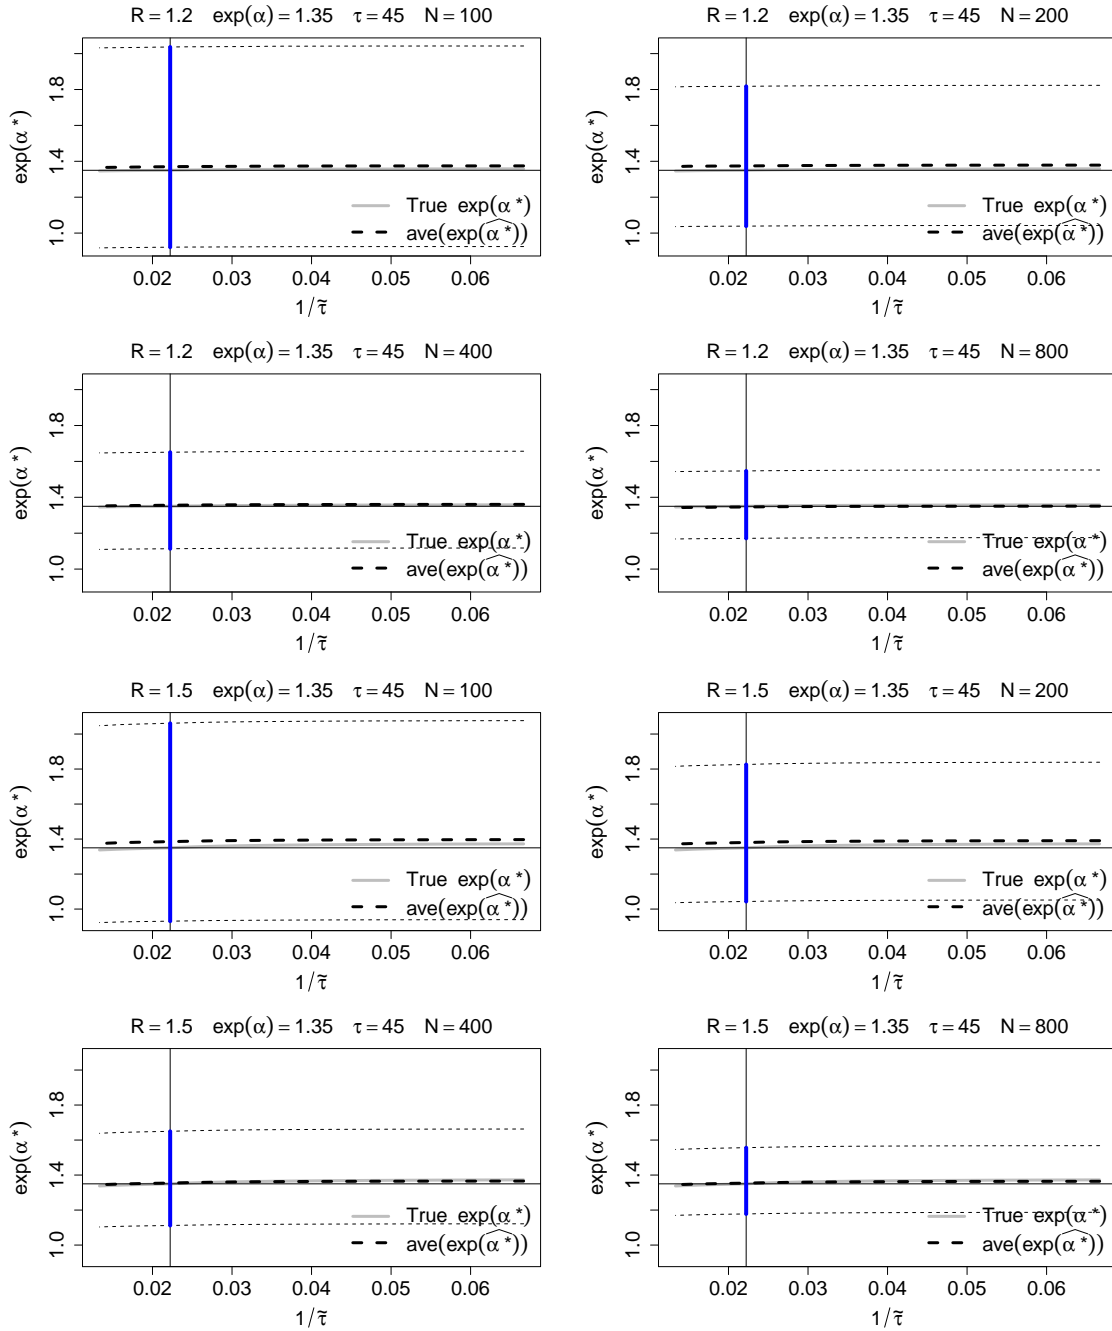 R = 1.2 exp(α) = 1.35 τ = 45 N = 100
exp(α*)
1.0 1.4 1.8
True exp(α*)
ave(exp(α̂*))
0.02 0.03 0.04 0.05 0.06
1/τ̃
R = 1.2 exp(α) = 1.35 τ = 45 N = 200
exp(α*)
1.0 1.4 1.8
True exp(α*)
ave(exp(α̂*))
0.02 0.03 0.04 0.05 0.06
1/τ̃
R = 1.2 exp(α) = 1.35 τ = 45 N = 400
exp(α*)
1.0 1.4 1.8
True exp(α*)
ave(exp(α̂*))
0.02 0.03 0.04 0.05 0.06
1/τ̃
R = 1.2 exp(α) = 1.35 τ = 45 N = 800
exp(α*)
1.0 1.4 1.8
True exp(α*)
ave(exp(α̂*))
0.02 0.03 0.04 0.05 0.06
1/τ̃
R = 1.5 exp(α) = 1.35 τ = 45 N = 100
exp(α*)
1.0 1.4 1.8
True exp(α*)
ave(exp(α̂*))
0.02 0.03 0.04 0.05 0.06
1/τ̃
R = 1.5 exp(α) = 1.35 τ = 45 N = 200
exp(α*)
1.0 1.4 1.8
True exp(α*)
ave(exp(α̂*))
0.02 0.03 0.04 0.05 0.06
1/τ̃
R = 1.5 exp(α) = 1.35 τ = 45 N = 400
exp(α*)
1.0 1.4 1.8
True exp(α*)
ave(exp(α̂*))
0.02 0.03 0.04 0.05 0.06
1/τ̃
R = 1.5 exp(α) = 1.35 τ = 45 N = 800
exp(α*)
1.0 1.4 1.8
True exp(α*)
ave(exp(α̂*))
0.02 0.03 0.04 0.05 0.06
1/τ̃